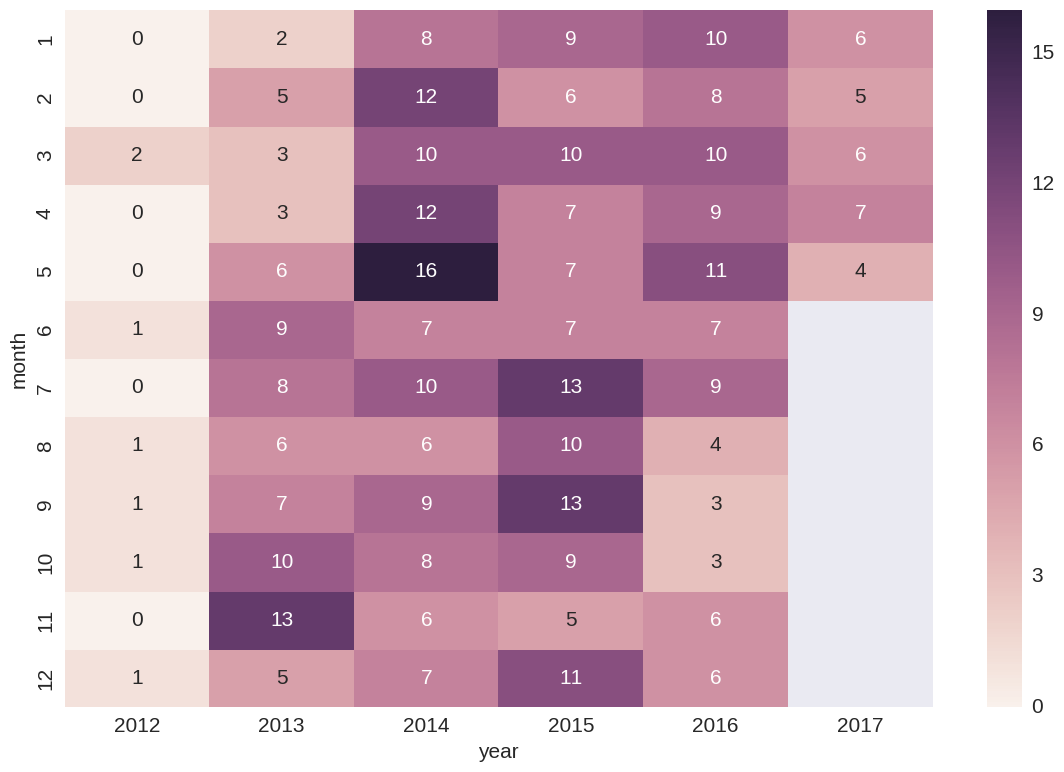 1 0 2 8 9 10 6 15
2 0 5 12 6 8 5
3 2 3 10 10 10 6 12
4 0 3 12 7 9 7
5 0 6 16 7 11 4 9
6 1 9 7 7 7
month
7 0 8 10 13 9
8 1 6 6 10 4 6
9 1 7 9 13 3
10 1 10 8 9 3 3
11 0 13 6 5 6
12 1 5 7 11 6 0
2012 2013 2014 2015 2016 2017
year